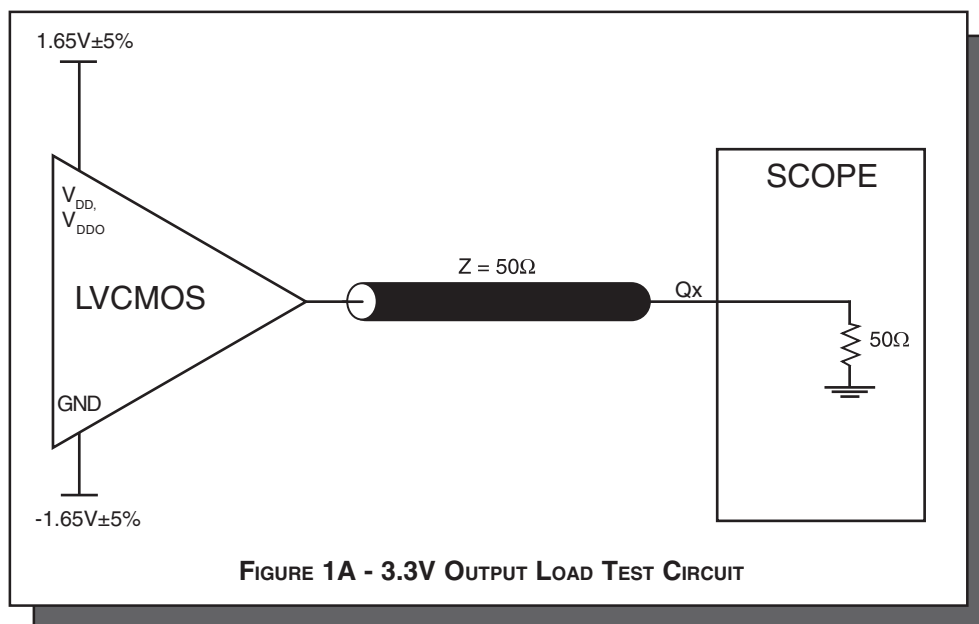 1.65V±5%
V_DD,
V_DDO
LVCMOS
GND
-1.65V±5%
Z = 50Ω
Qx
SCOPE
50Ω
FIGURE 1A - 3.3V OUTPUT LOAD TEST CIRCUIT